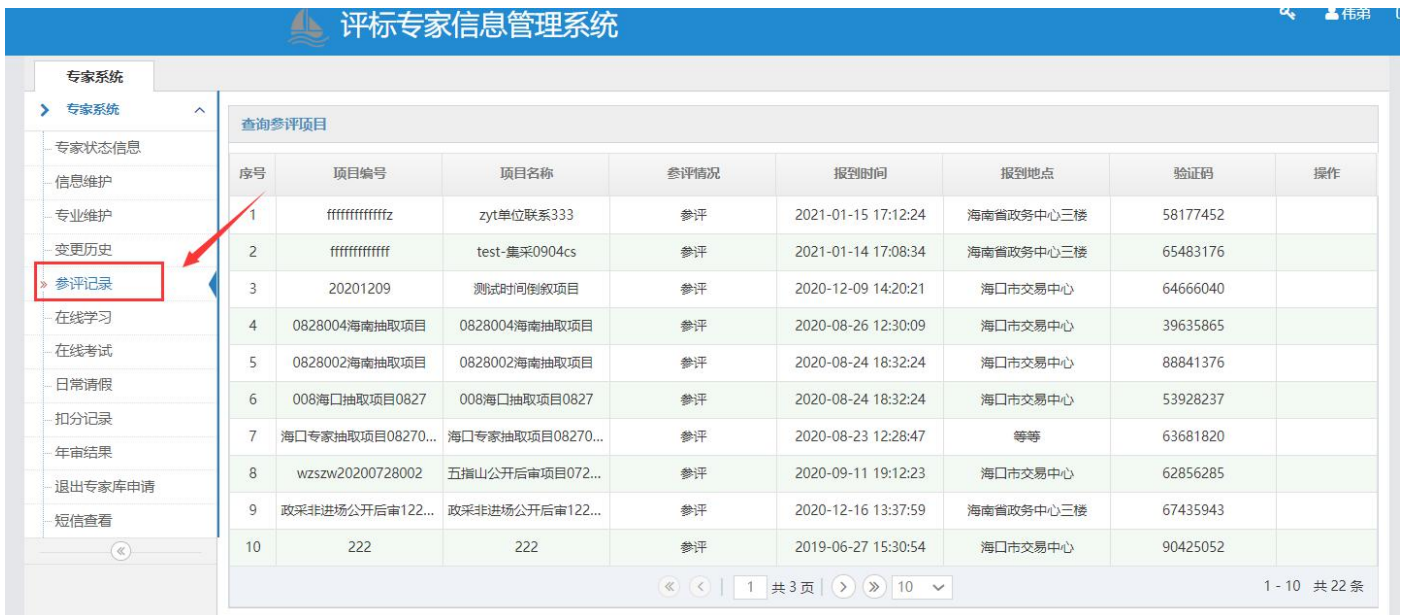 评标专家信息管理系统
伟弟
专家系统
专家系统
专家状态信息
信息维护
专业维护
变更历史
参评记录
在线学习
在线考试
日常请假
扣分记录
年审结果
退出专家库申请
短信查看
查询参评项目
序号 项目编号 项目名称 参评情况 报到时间 报到地点 验证码 操作
1 fffffffffffffz zyt单位联系333 参评 2021-01-15 17:12:24 海南省政务中心三楼 58177452
2 fffffffffffff test-集采0904cs 参评 2021-01-14 17:08:34 海南省政务中心三楼 65483176
3 20201209 测试时间倒叙项目 参评 2020-12-09 14:20:21 海口市交易中心 64666040
4 0828004海南抽取项目 0828004海南抽取项目 参评 2020-08-26 12:30:09 海口市交易中心 39635865
5 0828002海南抽取项目 0828002海南抽取项目 参评 2020-08-24 18:32:24 海口市交易中心 88841376
6 008海口抽取项目0827 008海口抽取项目0827 参评 2020-08-24 18:32:24 海口市交易中心 53928237
7 海口专家抽取项目08270... 海口专家抽取项目08270... 参评 2020-08-23 12:28:47 等等 63681820
8 wzszw20200728002 五指山公开后审项目072... 参评 2020-09-11 19:12:23 海口市交易中心 62856285
9 政采非进场公开后审122... 政采非进场公开后审122... 参评 2020-12-16 13:37:59 海南省政务中心三楼 67435943
10 222 222 参评 2019-06-27 15:30:54 海口市交易中心 90425052
1 共3页 10 1 - 10 共22条